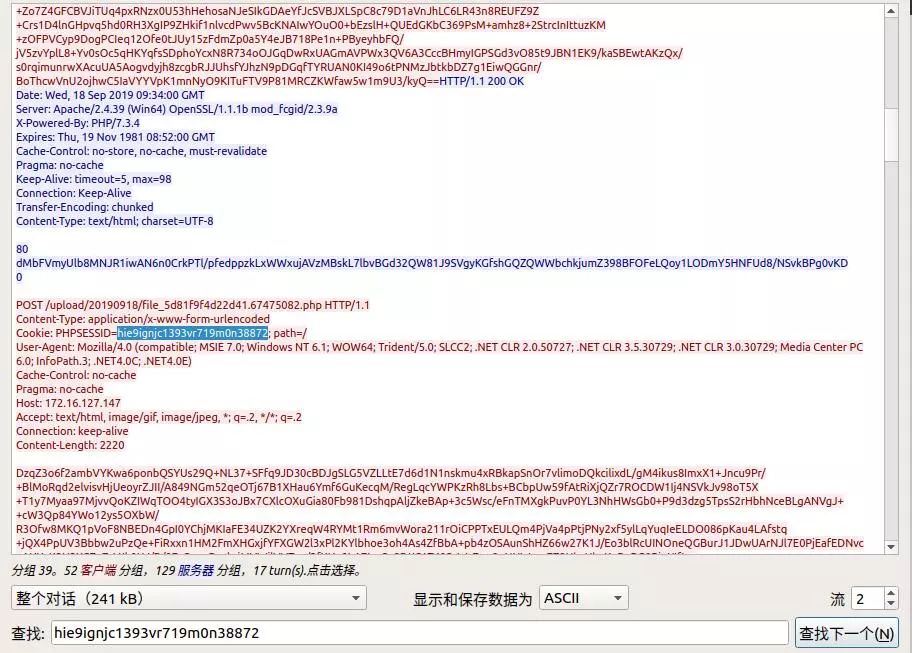 +Zo7Z4GFCBVJiTUq4pxRNzx0U53hHehosaNJeSIkGDAeYfJcSVBJXLSpC8c79D1aVnJhLC6LR43n8REUFZ9Z
+Crs1D4lnGHpvq5hd0RH3XgIP9ZHkif1nlvcdPwv5BcKNAIwYOuO0+bEzslH+QUEdGKbC369PsM+amhz8+2StrcInIttuzKM
+zOFPVCyp9DogPCIeq12Ofe0tJUy15zFdmZp0a5Y4eJB718Pe1n+PByeyhbFQ/
jV5zvYplL8+Yv0sOc5qHKYqfsSDphoYcxN8R734oOJGqDwRxUAGmAVPWx3QV6A3CccBHmyIGPSGd3vO85t9JBN1EK9/kaSBEwtAKzQx/
s0rqimunrwXAcuUA5Aogvdyjh8zcgbRJJUhsfYJhzN9pDGqfTYRUAN0KI49o6tPNMzJbtkbDZ7g1EiwQGGnr/
BoThcwVnU2ojhwC5IaVYYVpK1mnNyO9KITuFTV9P81MRCZKWfaw5w1m9U3/kyQ==HTTP/1.1 200 OK
Date: Wed, 18 Sep 2019 09:34:00 GMT
Server: Apache/2.4.39 (Win64) OpenSSL/1.1.1b mod_fcgid/2.3.9a
X-Powered-By: PHP/7.3.4
Expires: Thu, 19 Nov 1981 08:52:00 GMT
Cache-Control: no-store, no-cache, must-revalidate
Pragma: no-cache
Keep-Alive: timeout=5, max=98
Connection: Keep-Alive
Transfer-Encoding: chunked
Content-Type: text/html; charset=UTF-8
80
dMbFVmyUlb8MNJR1iwAN6n0CrkPTl/pfedppzkLxWWxujAVzMBskL7lbvBGd32QW81J9SVgyKGfshGQZQWWbchkjumZ398BFOFeLQoy1LODmY5HNFUd8/NSvkBPg0vKD
0
POST /upload/20190918/file_5d81f9f4d22d41.67475082.php HTTP/1.1
Content-Type: application/x-www-form-urlencoded
Cookie: PHPSESSID=hie9ignjc1393vr719m0n38872; path=/
User-Agent: Mozilla/4.0 (compatible; MSIE 7.0; Windows NT 6.1; WOW64; Trident/5.0; SLCC2; .NET CLR 2.0.50727; .NET CLR 3.5.30729; .NET CLR 3.0.30729; Media Center PC
6.0; InfoPath.3; .NET4.0C; .NET4.0E)
Cache-Control: no-cache
Pragma: no-cache
Host: 172.16.127.147
Accept: text/html, image/gif, image/jpeg, *; q=.2, */*; q=.2
Connection: keep-alive
Content-Length: 2220
DzqZ3o6f2ambVYKwa6ponbQSYUs29Q+NL37+SFfq9JD30cBDJgSLG5VZLLtE7d6d1N1nskmu4xRBkapSnOr7vlimoDQkcilixdL/gM4ikus8ImxX1+Jncu9Pr/
+BlMoRqd2elvisvHjUeoyrZJII/A849NGm52qeOTj67B1XHau6Ymf6GuKecqM/RegLqcYWPKzRh8Lbs+BCbpUw59fAtRiXjQZr7ROCDW1Ij4NSVkJv98oT5X
+T1y7Myaa97MjvvQoKZIWqTOO4tyIGX3S3oJBx7CXlcOXuGia80Fb981DshqpAljZkeBAp+3c5Wsc/eFnTMXgkPuvP0YL3NhHWsGb0+P9d3dzg5TpsS2rHbhNceBLgANVgJ+
+cW3Qp84YWo12ys5OXbW/
R3Ofw8MKQ1pVoF8NBEDn4GpI0YChjMKIaFE34UZK2YXreqW4RYMt1Rm6mvWora211rOiCPPTxEULQm4PjVa4pPtjPNy2xf5ylLqYuqIeELDO086pKau4LAfstq
+jQX4PpUV3Bbbw2uPzQe+FiRxxn1HM2FmXHGxjfYFXGW2l3xPl2KYlbhoe3oh4As4ZfBbA+pb4zOSAunShHZ66w27K1J/Eo3blRcUINOneQGBurJ1JDwUArNJl7E0PjEafEDNvc
分组 39。52 客户端 分组，129 服务器 分组，17 turn(s).点击选择。
整个对话（241 kB）
显示和保存数据为 ASCII
流 2
查找: hie9ignjc1393vr719m0n38872
查找下一个(N)